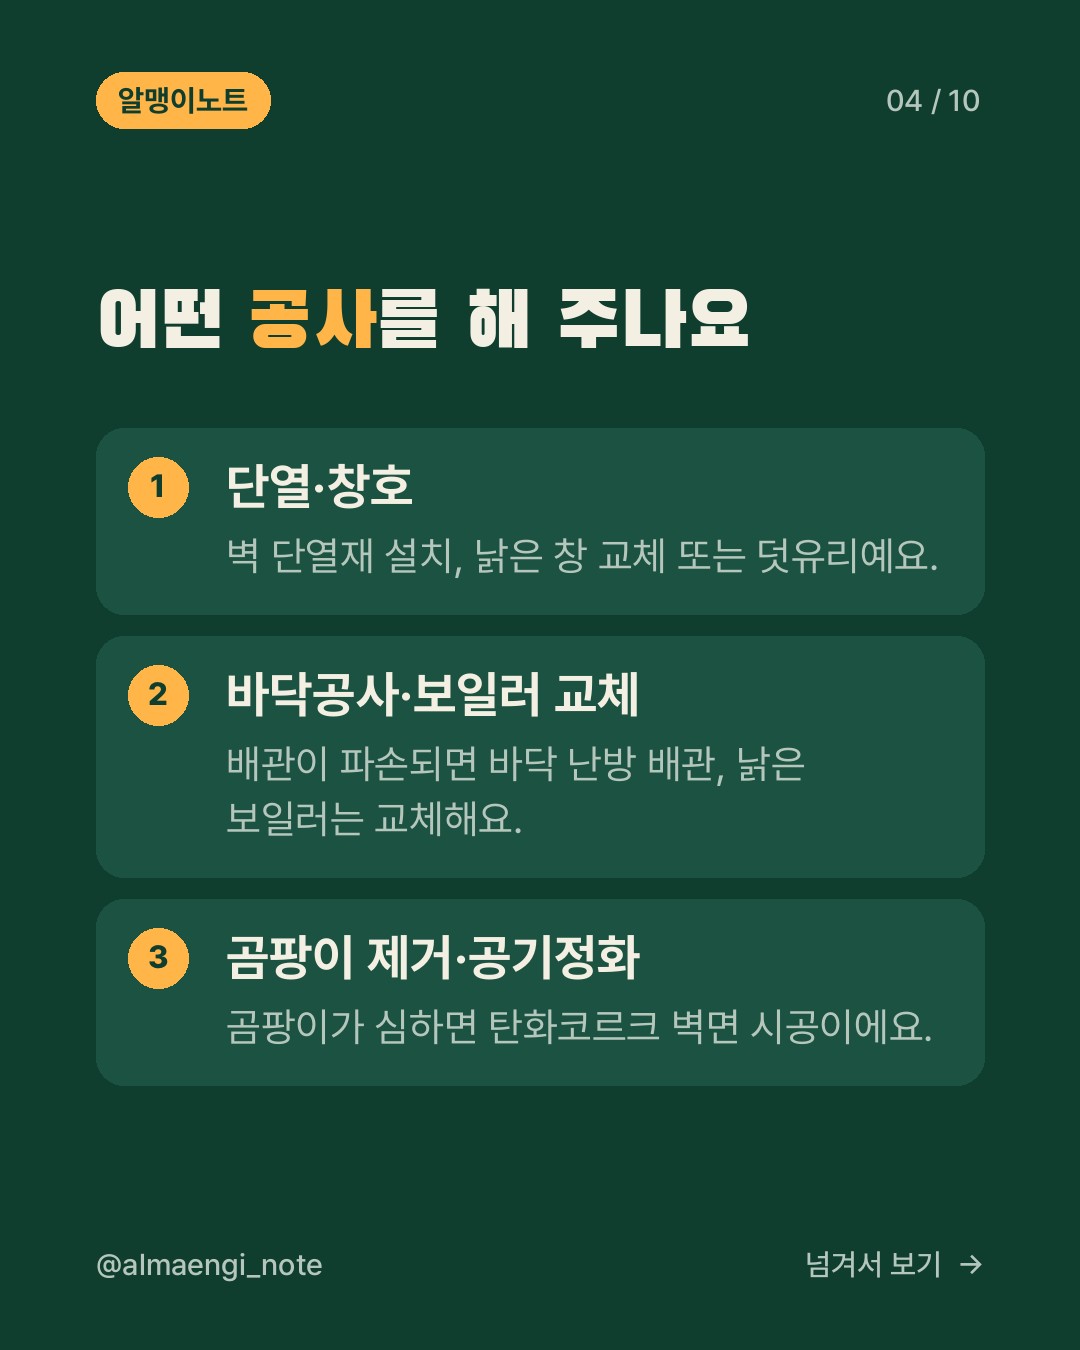 알맹이노트
04 / 10
어떤 공사를 해 주나요
1
단열·창호
벽 단열재 설치, 낡은 창 교체 또는 덧유리예요.
2
바닥공사·보일러 교체
배관이 파손되면 바닥 난방 배관, 낡은
보일러는 교체해요.
3
곰팡이 제거·공기정화
곰팡이가 심하면 탄화코르크 벽면 시공이에요.
@almaengi_note
넘겨서 보기 →